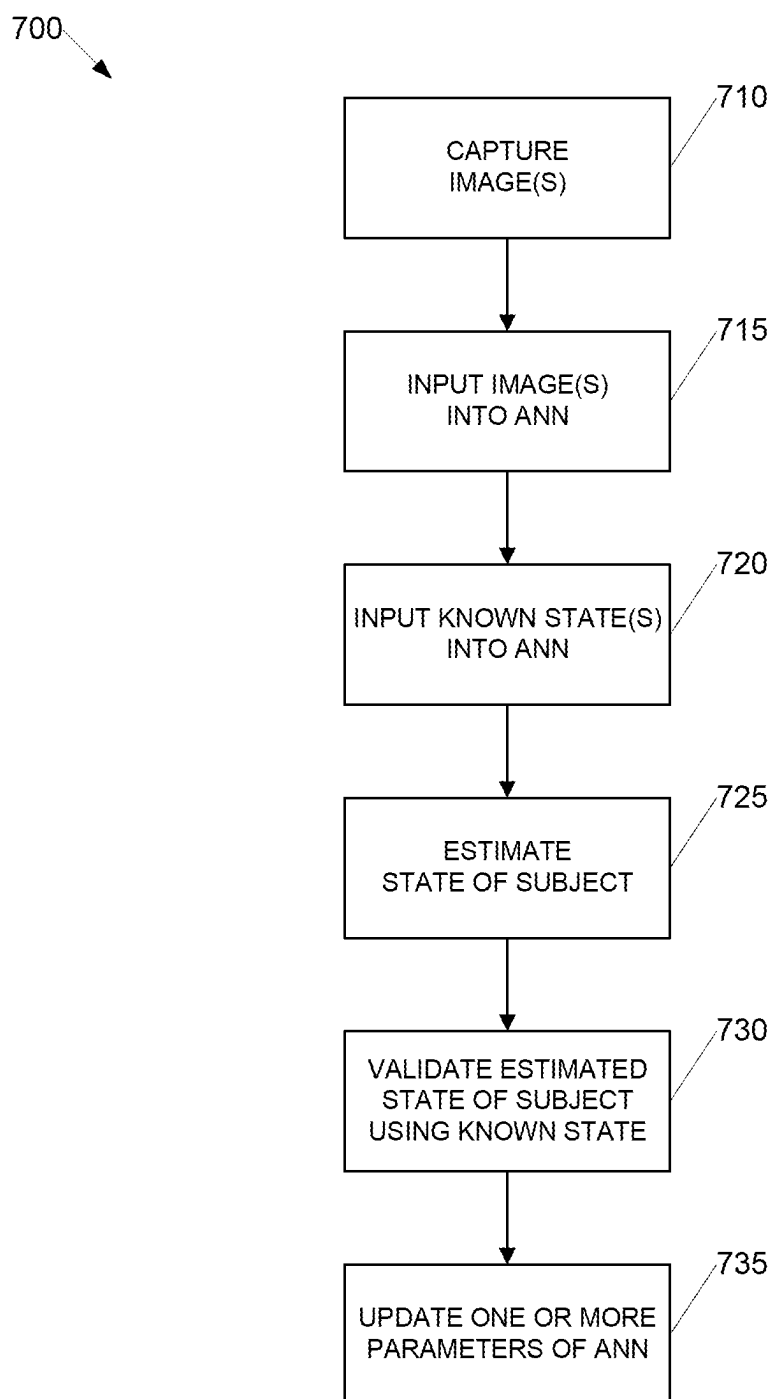 700
710
CAPTURE
IMAGE(S)
715
INPUT IMAGE(S)
INTO ANN
720
INPUT KNOWN STATE(S)
INTO ANN
725
ESTIMATE
STATE OF SUBJECT
730
VALIDATE ESTIMATED
STATE OF SUBJECT
USING KNOWN STATE
735
UPDATE ONE OR MORE
PARAMETERS OF ANN